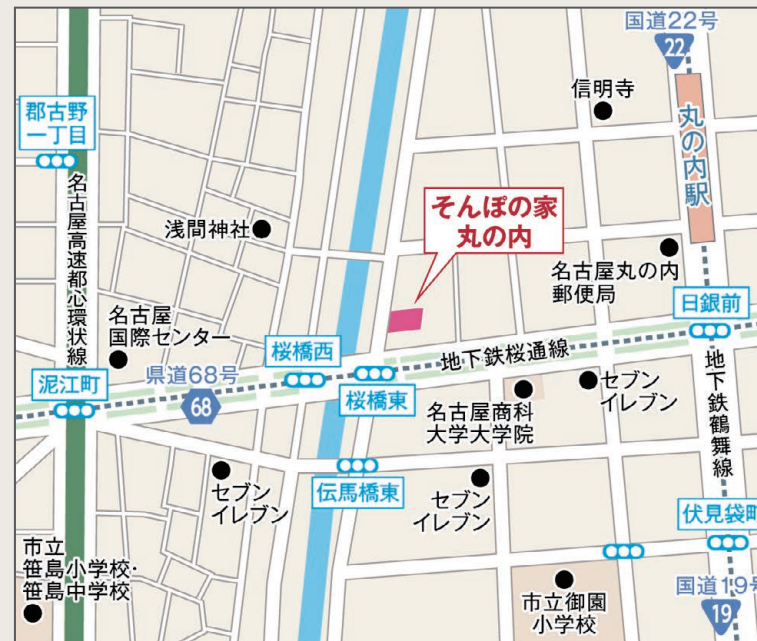 国道22号
22
信明寺
丸の内駅
郡古野
一丁目
名古屋高速都心環状線
そんぽの家
丸の内
浅間神社
名古屋丸の内
郵便局
名古屋
国際センター
日銀前
桜橋西
地下鉄桜通線
県道68号
68
泥江町
桜橋東
セブン
イレブン
名古屋商科
大学大学院
地下鉄鶴舞線
伝馬橋東
セブン
イレブン
セブン
イレブン
伏見袋町
市立
笹島小学校・
笹島中学校
市立御園
小学校
国道19号
19